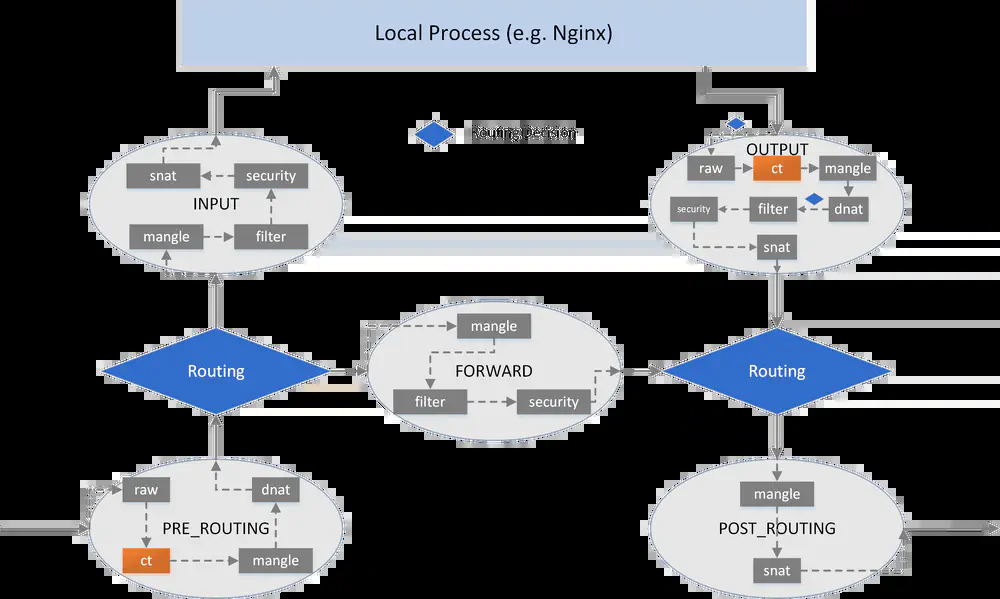 Local Process (e.g. Nginx)
Routing Decision
snat
security
INPUT
mangle
filter
OUTPUT
raw
ct
mangle
security
filter
dnat
snat
Routing
mangle
FORWARD
filter
security
Routing
raw
dnat
PRE_ROUTING
ct
mangle
mangle
POST_ROUTING
snat